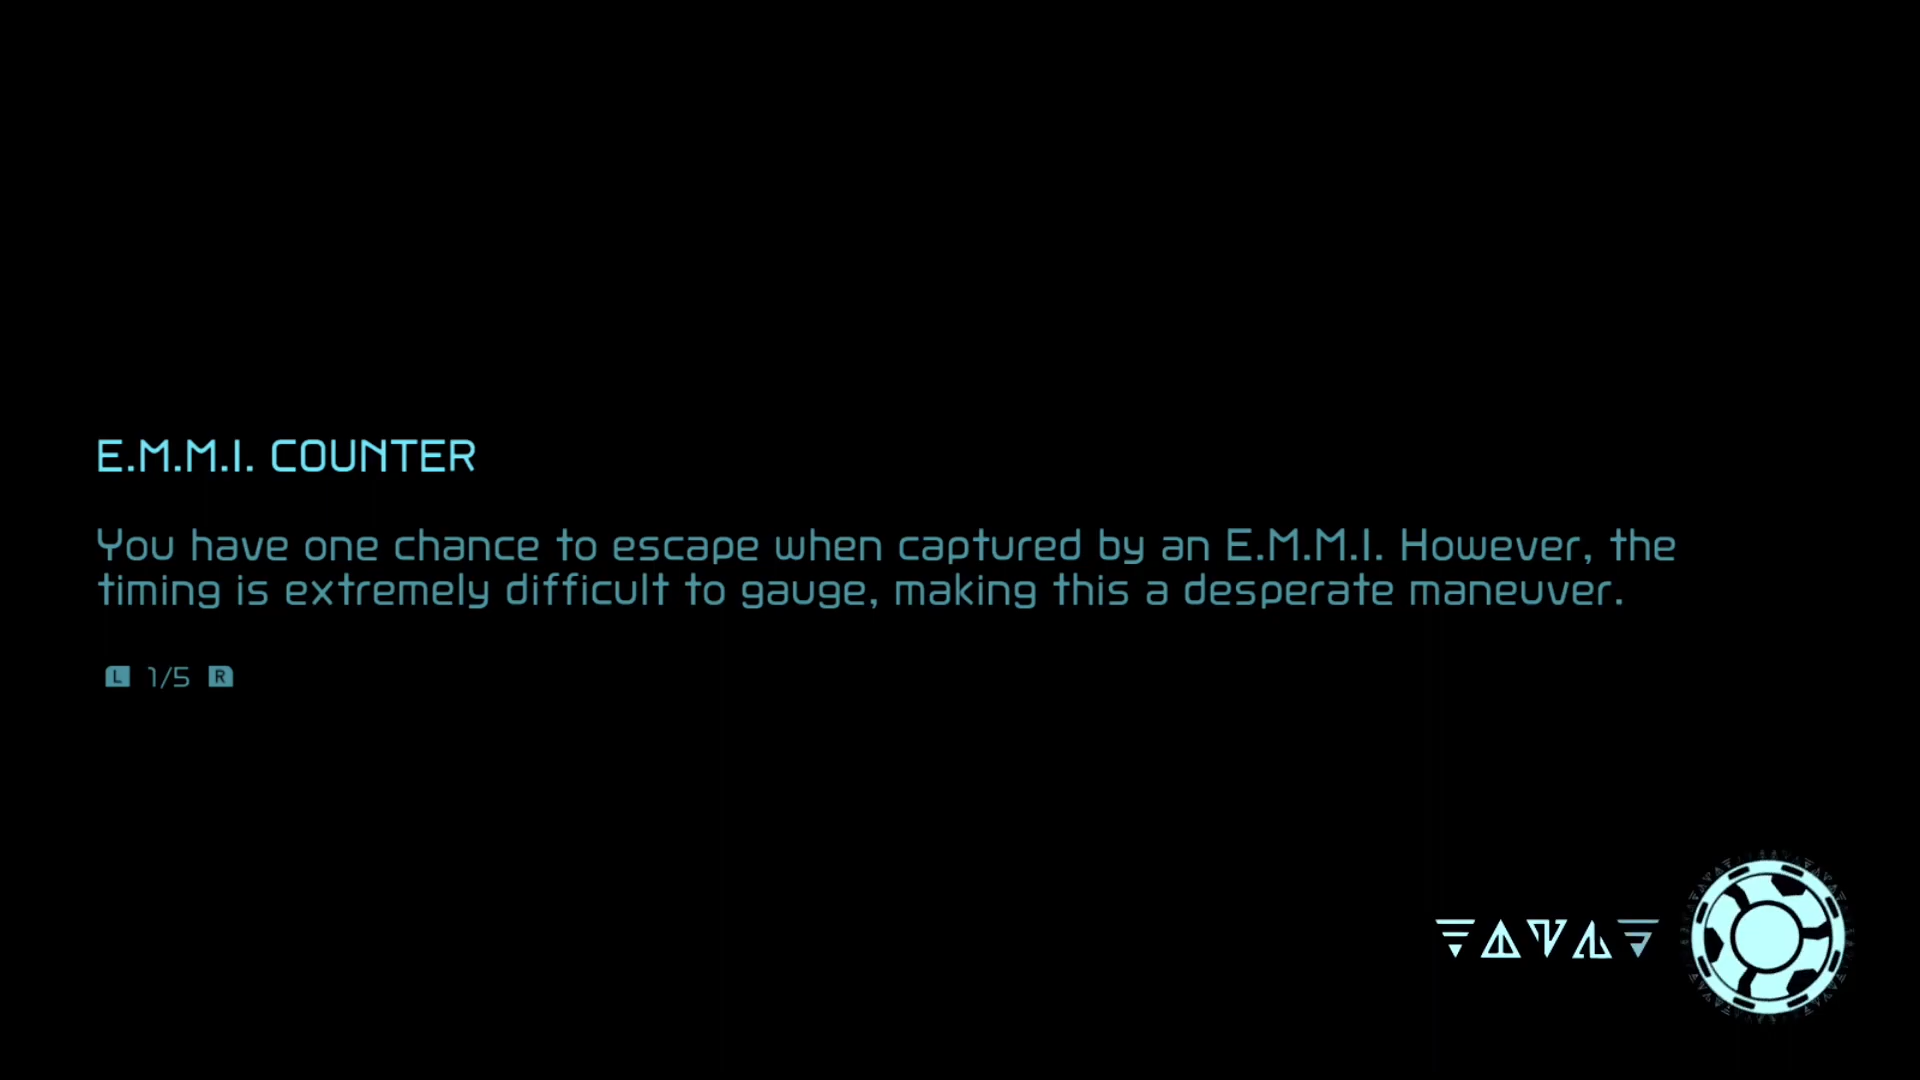 E.M.M.I. COUNTER
You have one chance to escape when captured by an E.M.M.I. However, the
timing is extremely difficult to gauge, making this a desperate maneuver.
L 1/5 R